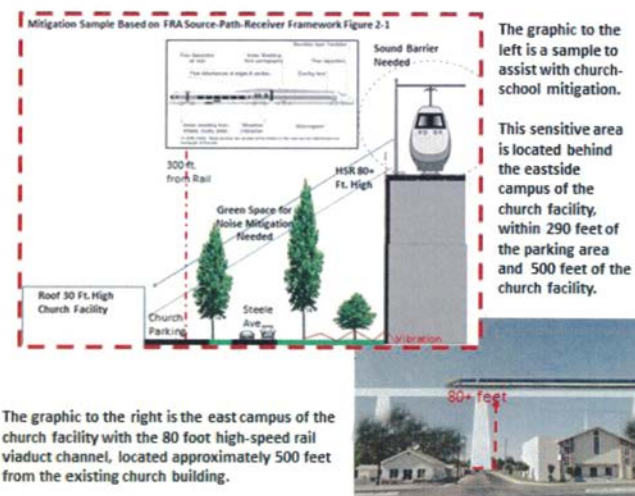 Mitigation Sample Based on FRA Source-Path-Receiver Framework Figure 2-1
Sound Barrier
Needed
300 ft.
from Rail
HSR 80+
Ft. High
Green Space for
Noise Mitigation
Needed
Roof 30 Ft. High
Church Facility
Church
Parking
Steele
Ave.
Vibration
The graphic to the
left is a sample to
assist with church-
school mitigation.
This sensitive area
is located behind
the eastside
campus of the
church facility,
within 290 feet of
the parking area
and 500 feet of the
church facility.
80+ feet
The graphic to the right is the east campus of the
church facility with the 80 foot high-speed rail
viaduct channel, located approximately 500 feet
from the existing church building.